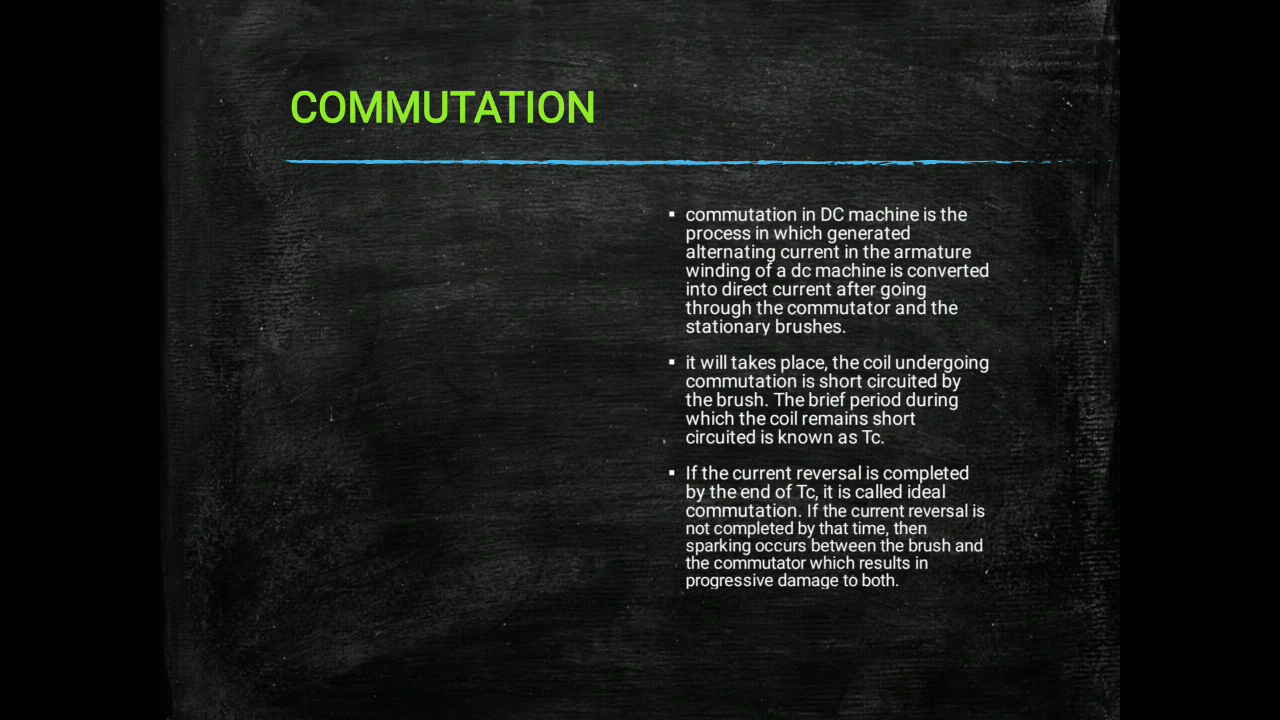 COMMUTATION
▪ commutation in DC machine is the
process in which generated
alternating current in the armature
winding of a dc machine is converted
into direct current after going
through the commutator and the
stationary brushes.
▪ it will takes place, the coil undergoing
commutation is short circuited by
the brush. The brief period during
which the coil remains short
circuited is known as Tc.
▪ If the current reversal is completed
by the end of Tc, it is called ideal
commutation. If the current reversal is
not completed by that time, then
sparking occurs between the brush and
the commutator which results in
progressive damage to both.